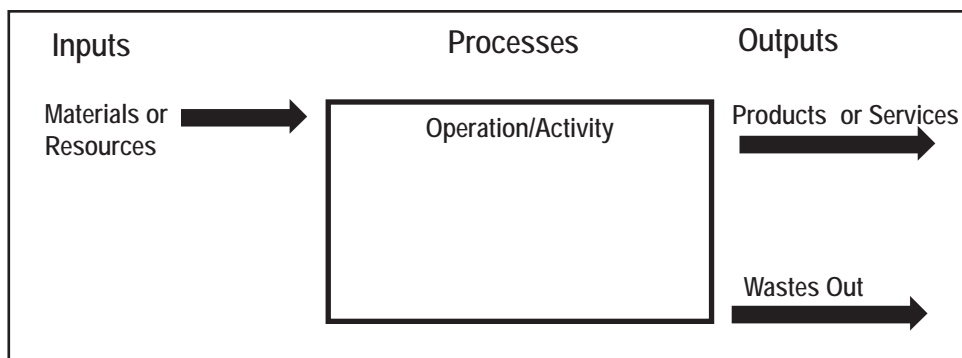 Inputs
Processes
Outputs
Materials or
Resources
Operation/Activity
Products or Services
Wastes Out